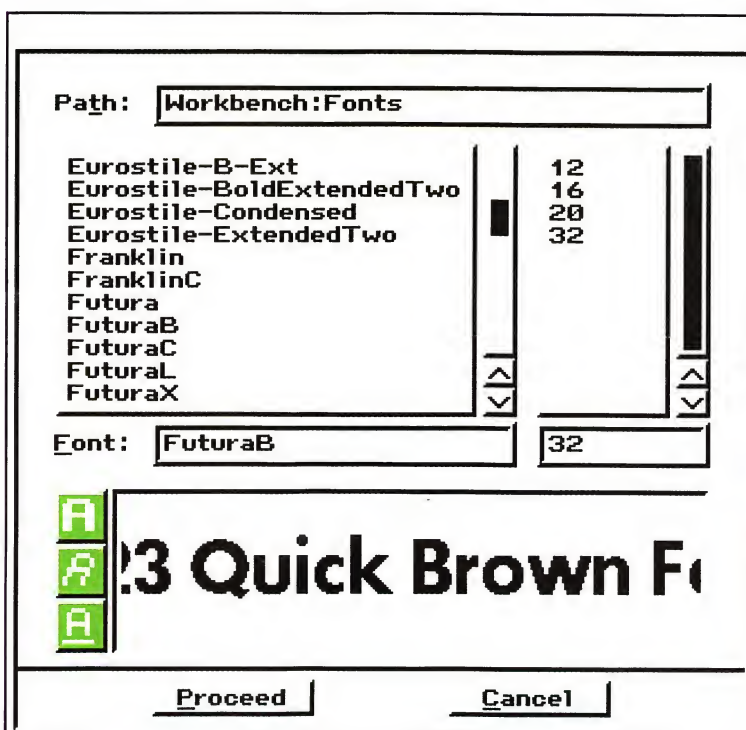 Path: Workbench:Fonts
Eurostile-B-Ext 12
Eurostile-BoldExtendedTwo 16
Eurostile-Condensed 20
Eurostile-ExtendedTwo 32
Franklin
FranklinC
Futura
FuturaB
FuturaC
FuturaL
FuturaX
Font: FuturaB 32
A
A
A
23 Quick Brown Fo
Proceed Cancel